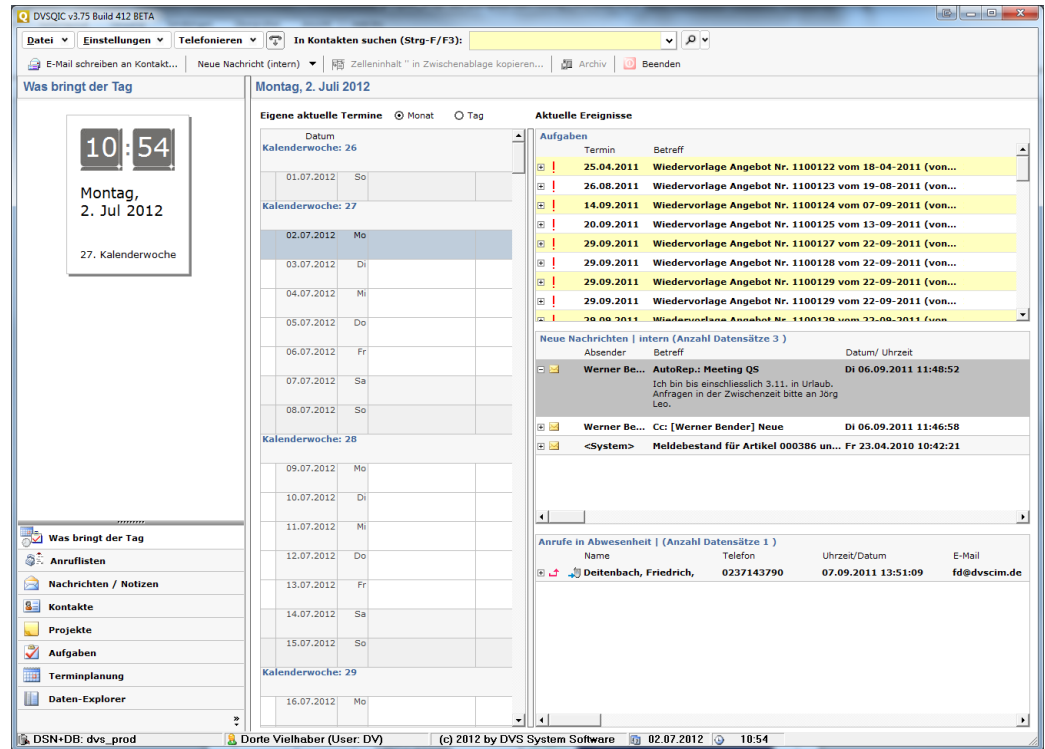 DVSQIC v3.75 Build 412 BETA
Datei Einstellungen Telefonieren In Kontakten suchen (Strg-F/F3):
E-Mail schreiben an Kontakt... Neue Nachricht (intern) Zelleninhalt '' in Zwischenablage kopieren... Archiv Beenden
Was bringt der Tag
10:54
Montag,
2. Jul 2012
27. Kalenderwoche
Was bringt der Tag
Anruflisten
Nachrichten / Notizen
Kontakte
Projekte
Aufgaben
Terminplanung
Daten-Explorer
Montag, 2. Juli 2012
Eigene aktuelle Termine Monat Tag
Datum
Kalenderwoche: 26
01.07.2012 So
Kalenderwoche: 27
02.07.2012 Mo
03.07.2012 Di
04.07.2012 Mi
05.07.2012 Do
06.07.2012 Fr
07.07.2012 Sa
08.07.2012 So
Kalenderwoche: 28
09.07.2012 Mo
10.07.2012 Di
11.07.2012 Mi
12.07.2012 Do
13.07.2012 Fr
14.07.2012 Sa
15.07.2012 So
Kalenderwoche: 29
16.07.2012 Mo
Aktuelle Ereignisse
Aufgaben
Termin Betreff
25.04.2011 Wiedervorlage Angebot Nr. 1100122 vom 18-04-2011 (von...
26.08.2011 Wiedervorlage Angebot Nr. 1100123 vom 19-08-2011 (von...
14.09.2011 Wiedervorlage Angebot Nr. 1100124 vom 07-09-2011 (von...
20.09.2011 Wiedervorlage Angebot Nr. 1100125 vom 13-09-2011 (von...
29.09.2011 Wiedervorlage Angebot Nr. 1100127 vom 22-09-2011 (von...
29.09.2011 Wiedervorlage Angebot Nr. 1100128 vom 22-09-2011 (von...
29.09.2011 Wiedervorlage Angebot Nr. 1100129 vom 22-09-2011 (von...
29.09.2011 Wiedervorlage Angebot Nr. 1100129 vom 22-09-2011 (von...
29.09.2011 Wiedervorlage Angebot Nr. 1100129 vom 22-09-2011 (von
Neue Nachrichten | intern (Anzahl Datensätze 3 )
Absender Betreff Datum/ Uhrzeit
Werner Be... AutoRep.: Meeting QS Di 06.09.2011 11:48:52
Ich bin bis einschliesslich 3.11. in Urlaub.
Anfragen in der Zwischenzeit bitte an Jörg
Leo.
Werner Be... Cc: [Werner Bender] Neue Di 06.09.2011 11:46:58
<System> Meldebestand für Artikel 000386 un... Fr 23.04.2010 10:42:21
Anrufe in Abwesenheit | (Anzahl Datensätze 1 )
Name Telefon Uhrzeit/Datum E-Mail
Deitenbach, Friedrich, 0237143790 07.09.2011 13:51:09 fd@dvscim.de
DSN+DB: dvs_prod Dorte Vielhaber (User: DV) (c) 2012 by DVS System Software 02.07.2012 10:54